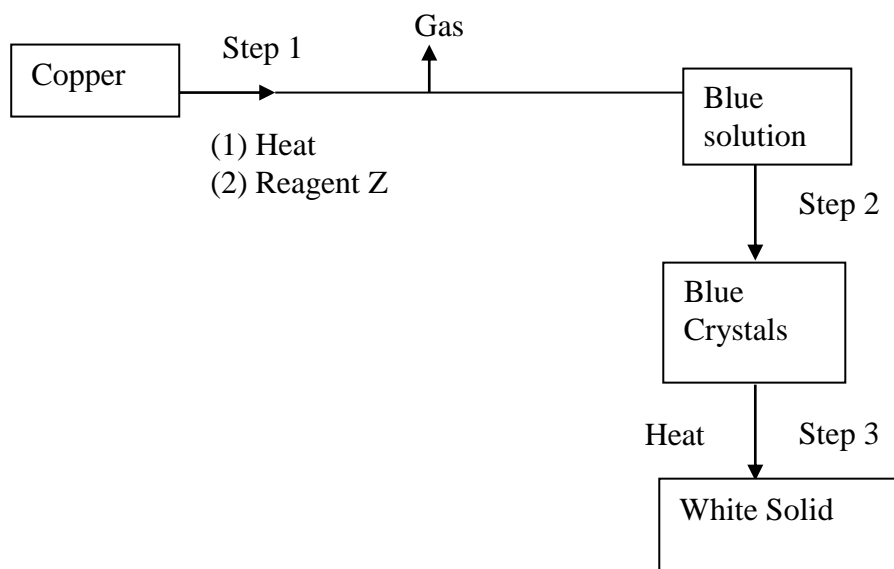 Gas
Step 1
Copper
(1) Heat
(2) Reagent Z
Blue
solution
Step 2
Blue
Crystals
Heat
Step 3
White Solid